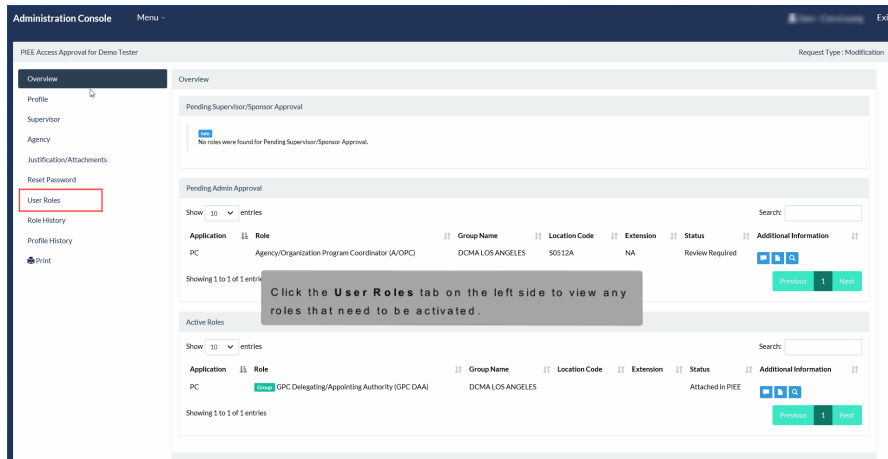 Administration Console Menu Exi
PIEE Access Approval for Demo Tester Request Type : Modification
Overview
Profile
Supervisor
Agency
Justification/Attachments
Reset Password
User Roles
Role History
Profile History
Print
Overview
Pending Supervisor/Sponsor Approval
Info
No roles were found for Pending Supervisor/Sponsor Approval.
Pending Admin Approval
Show 10 entries Search:
Application Role Group Name Location Code Extension Status Additional Information
PC Agency/Organization Program Coordinator (A/OPC) DCMA LOS ANGELES S0512A NA Review Required
Showing 1 to 1 of 1 entri Previous 1 Next
Click the User Roles tab on the left side to view any
roles that need to be activated.
Active Roles
Show 10 entries Search:
Application Role Group Name Location Code Extension Status Additional Information
PC Group GPC Delegating/Appointing Authority (GPC DAA) DCMA LOS ANGELES Attached in PIEE
Showing 1 to 1 of 1 entries Previous 1 Next